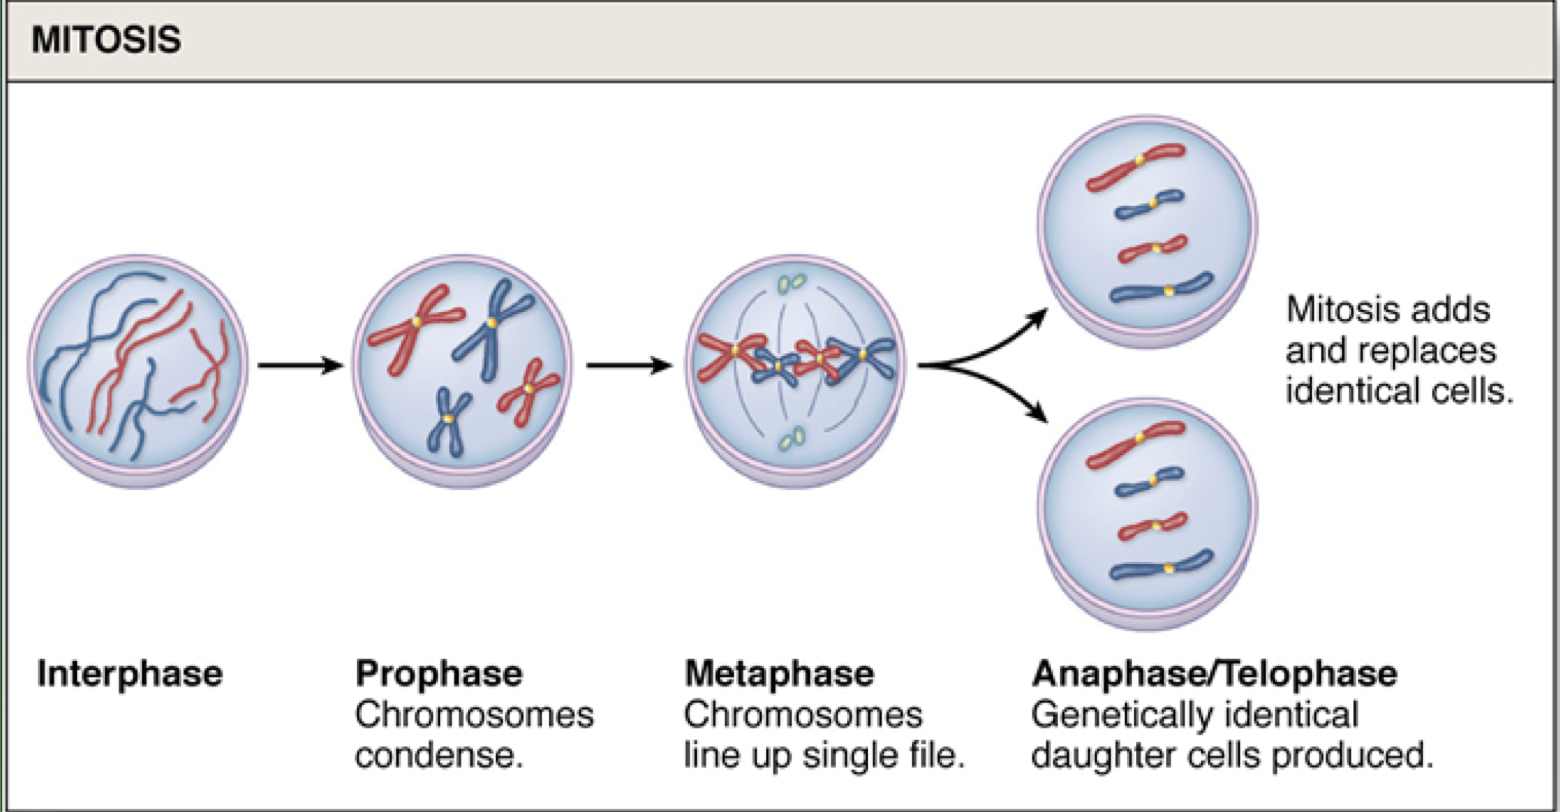 MITOSIS
Mitosis adds
and replaces
identical cells.
Interphase
Prophase
Chromosomes
condense.
Metaphase
Chromosomes
line up single file.
Anaphase/Telophase
Genetically identical
daughter cells produced.